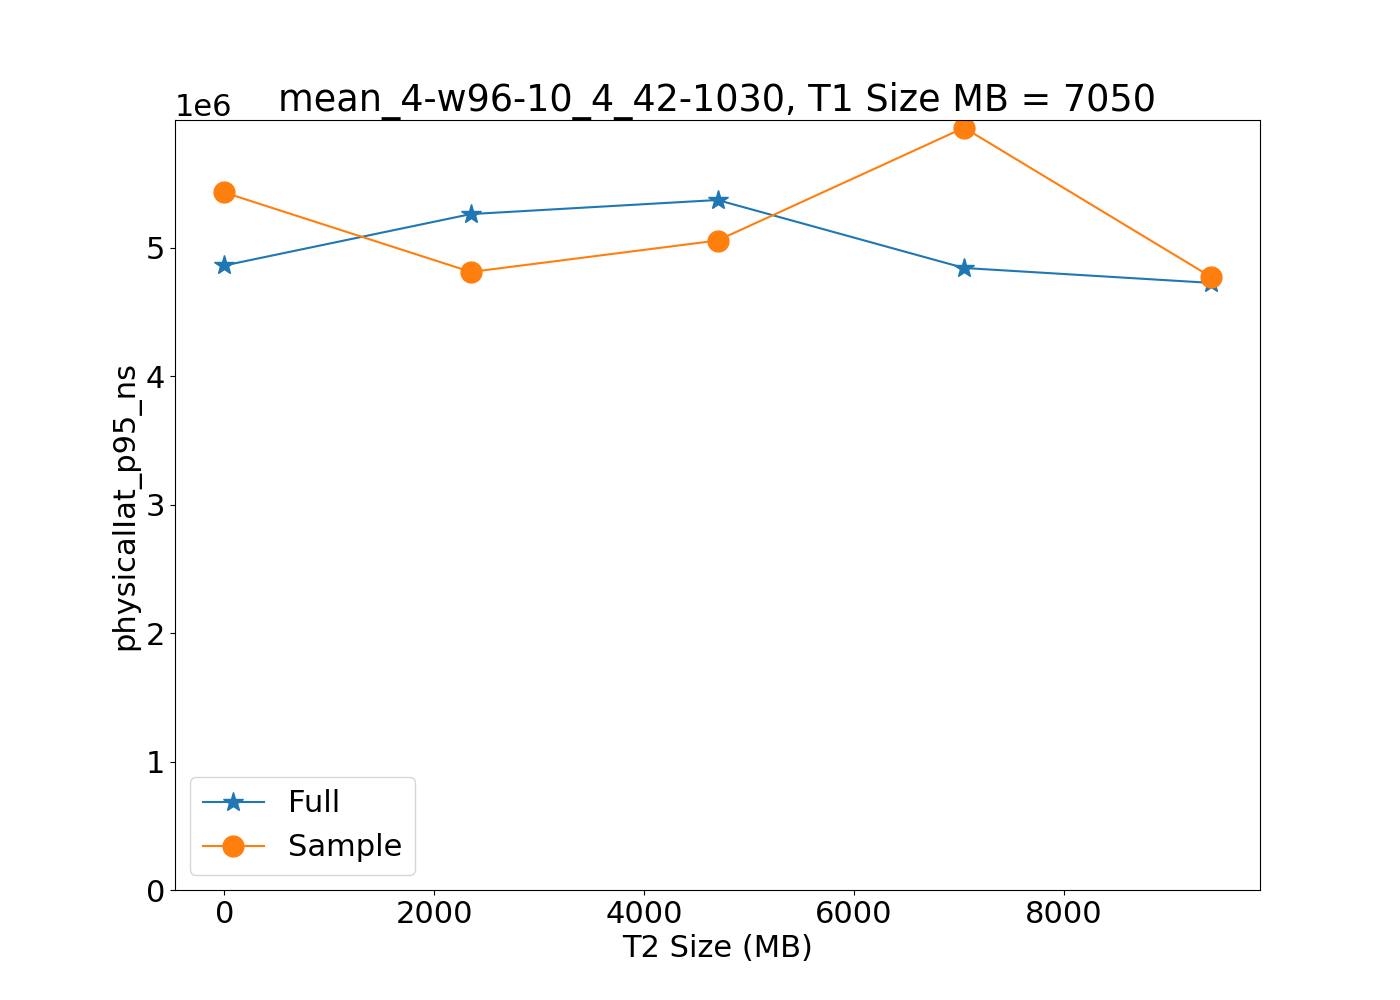 mean_4-w96-10_4_42-1030, T1 Size MB = 7050
1e6
5
4
3
2
1
0
physicallat_p95_ns
Full
Sample
0 2000 4000 6000 8000
T2 Size (MB)